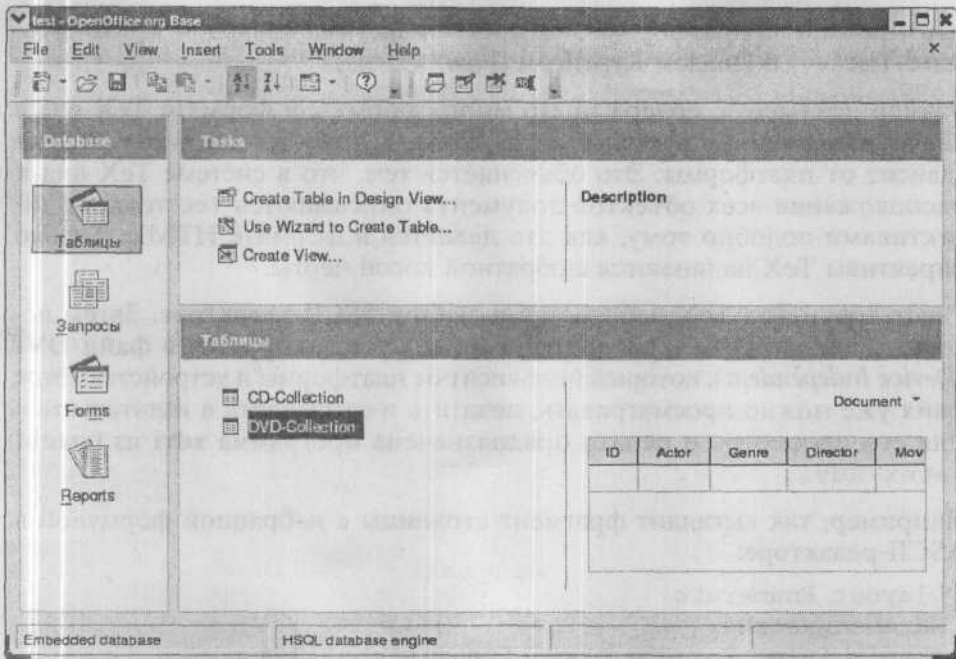 test - OpenOffice.org Base
File Edit View Insert Tools Window Help
Database
Tasks
Таблицы
Запросы
Forms
Reports
Create Table in Design View...
Use Wizard to Create Table...
Create View...
Description
Таблицы
CD-Collection
DVD-Collection
Document
ID Actor Genre Director Mov
Embedded database
HSQL database engine